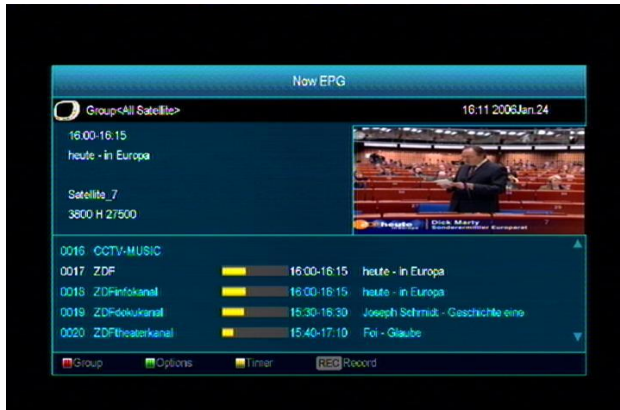 Now EPG
Group<All Satellite>
16:11 2006Jan.24
16:00-16:15
heute - in Europa
Satellite_7
3800 H 27500
heute
Dick Marty
Sonderermittler Europarat
0016 CCTV-MUSIC
0017 ZDF 16:00-16:15 heute - in Europa
0018 ZDFinfokanal 16:00-16:15 heute - in Europa
0019 ZDFdokukanal 15:30-16:30 Joseph Schmidt - Geschichte eine
0020 ZDFtheaterkanal 15:40-17:10 Foi - Glaube
Group Options Timer REC Record